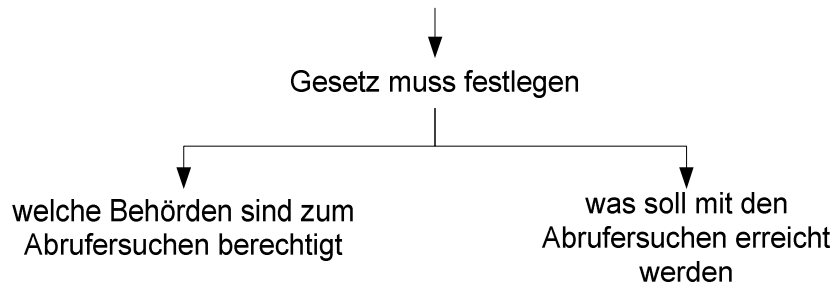 Gesetz muss festlegen
welche Behörden sind zum
Abrufersuchen berechtigt
was soll mit den
Abrufersuchen erreicht
werden